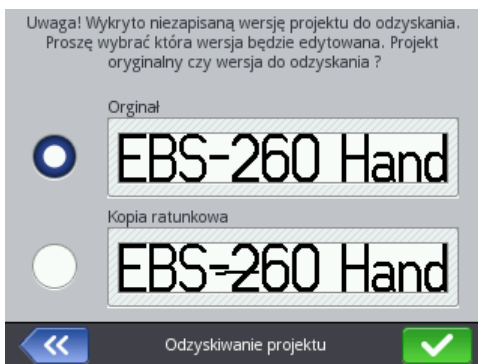 Uwaga! Wykryto niezapisaną wersję projektu do odzyskania.
Proszę wybrać która wersja będzie edytowana. Projekt
oryginalny czy wersja do odzyskania ?
Orginał
EBS-260 Hand
Kopia ratunkowa
EBS-260 Hand
Odzyskiwanie projektu